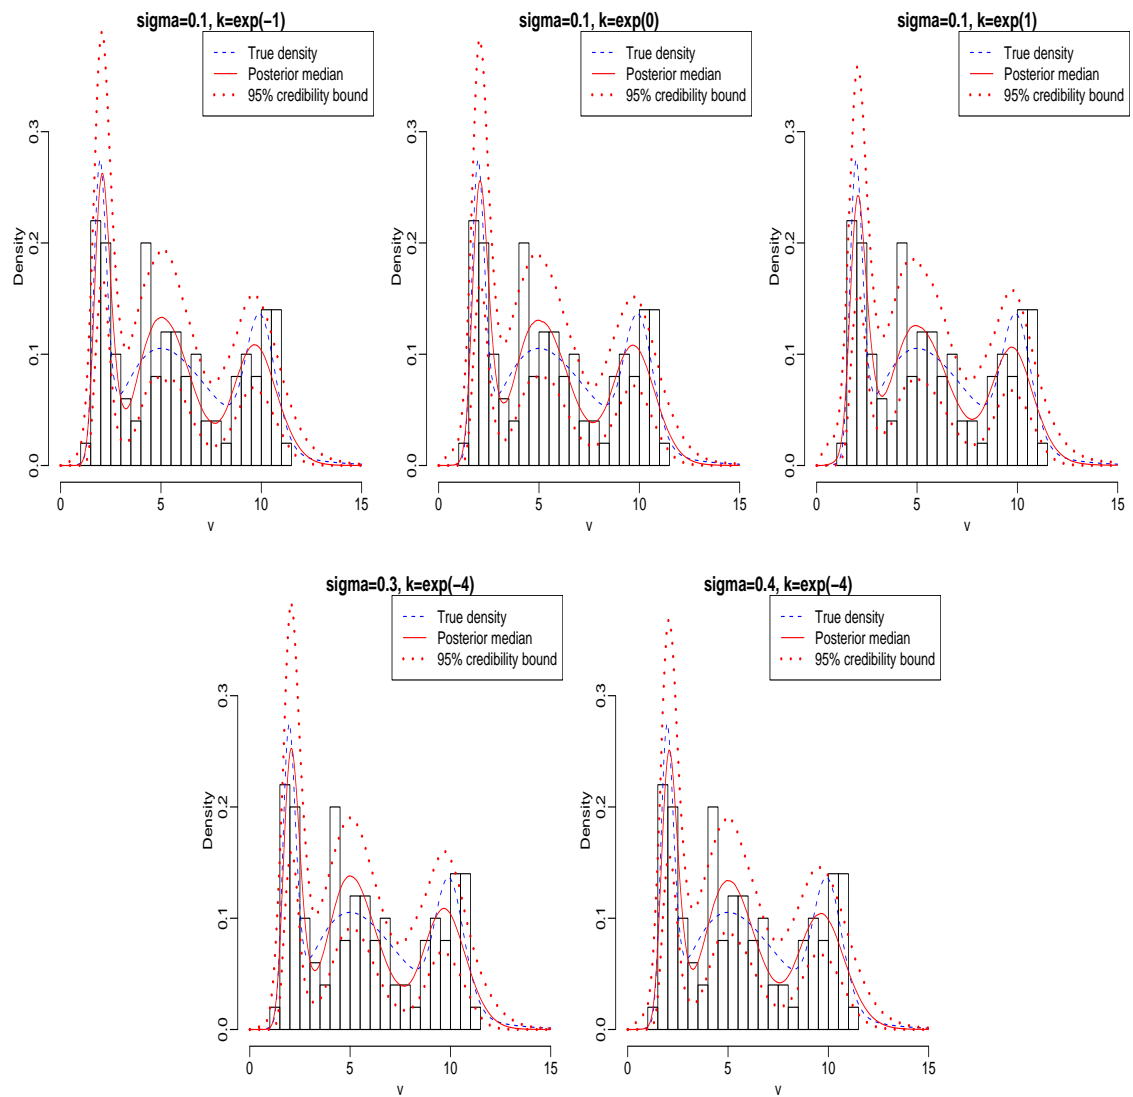 sigma=0.1, k=exp(−1)
True density
Posterior median
95% credibility bound
Density
0.0
0.1
0.2
0.3
0
5
10
15
v
sigma=0.1, k=exp(0)
True density
Posterior median
95% credibility bound
Density
0.0
0.1
0.2
0.3
0
5
10
15
v
sigma=0.1, k=exp(1)
True density
Posterior median
95% credibility bound
Density
0.0
0.1
0.2
0.3
0
5
10
15
v
sigma=0.3, k=exp(−4)
True density
Posterior median
95% credibility bound
Density
0.0
0.1
0.2
0.3
0
5
10
15
v
sigma=0.4, k=exp(−4)
True density
Posterior median
95% credibility bound
Density
0.0
0.1
0.2
0.3
0
5
10
15
v